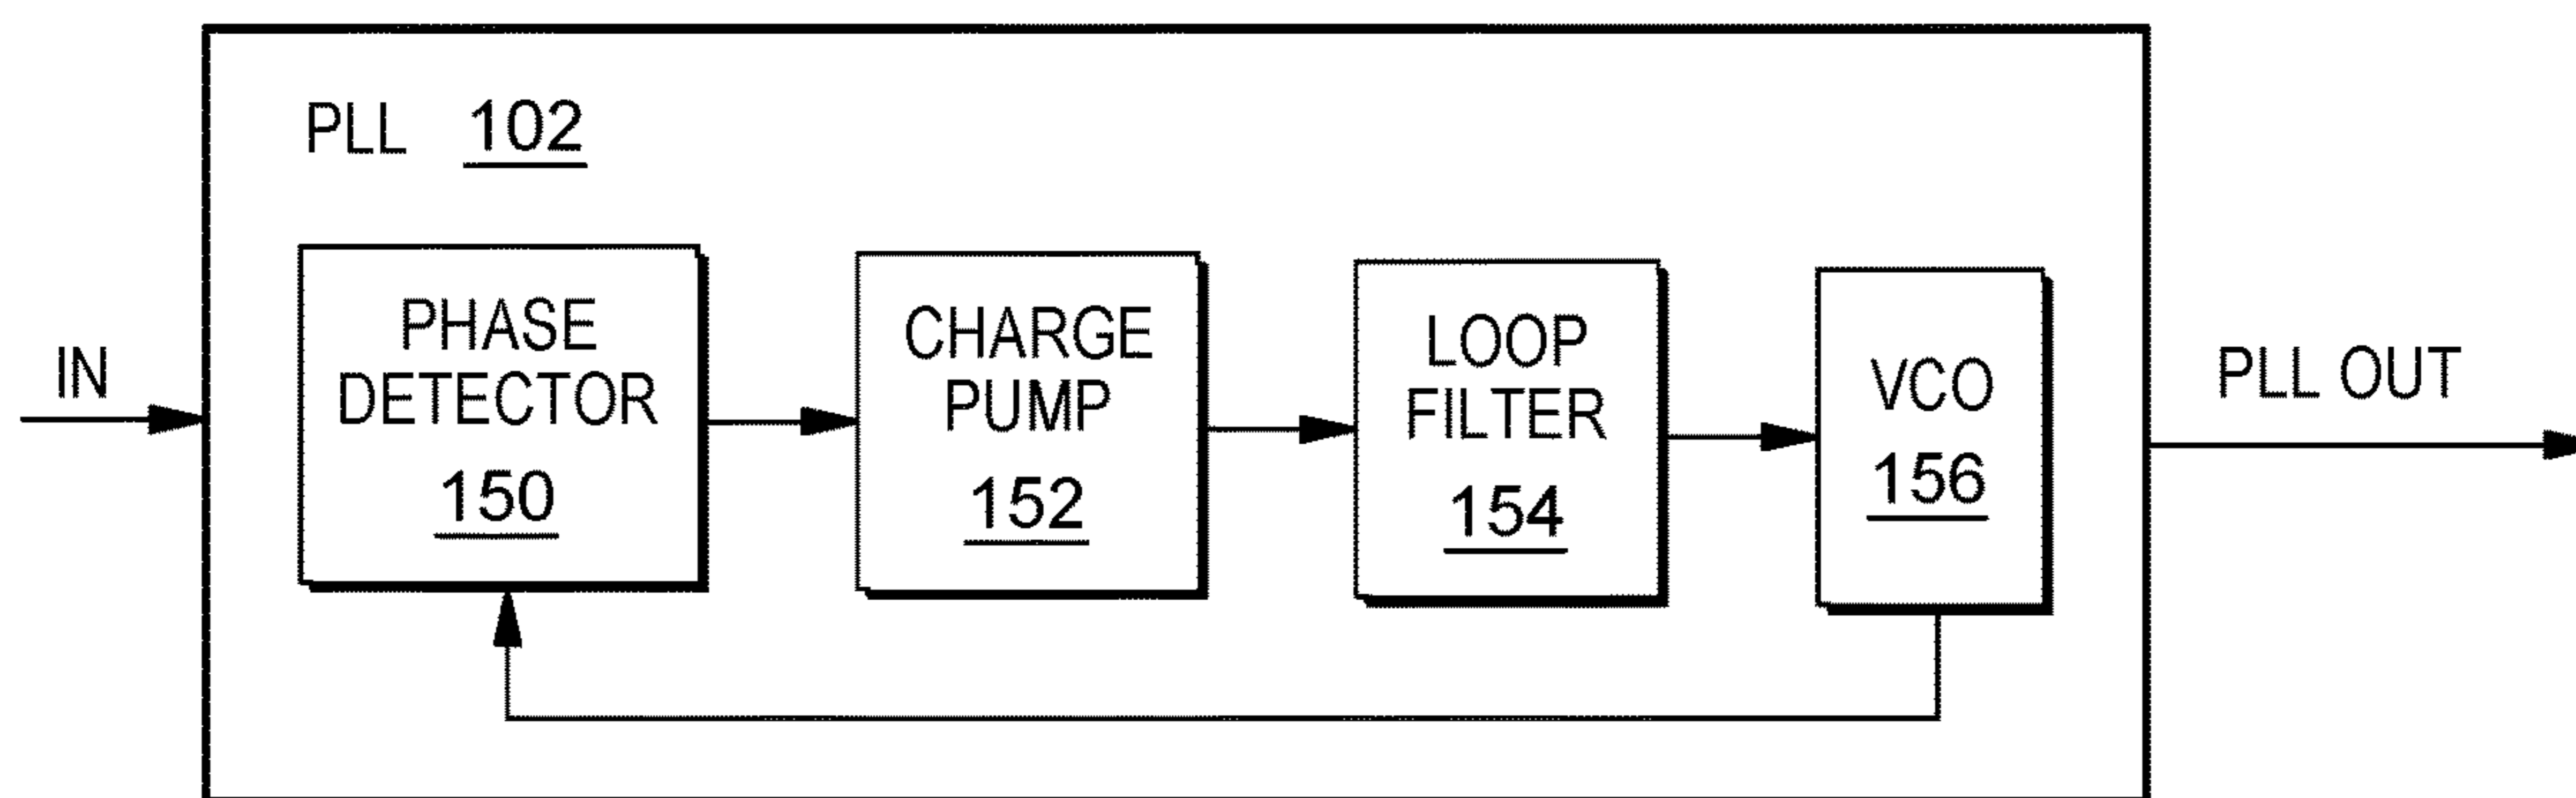 PLL 102
IN
PHASE
DETECTOR
150
CHARGE
PUMP
152
LOOP
FILTER
154
VCO
156
PLL OUT